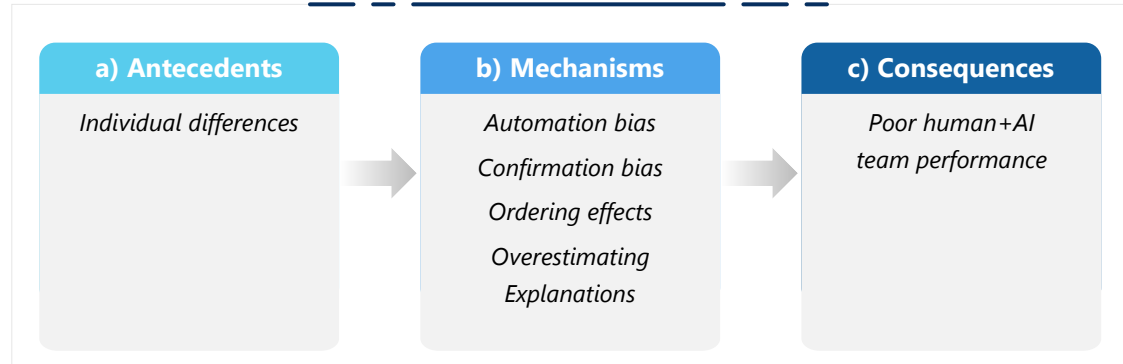 a) Antecedents
Individual differences
b) Mechanisms
Automation bias
Confirmation bias
Ordering effects
Overestimating
Explanations
c) Consequences
Poor human+AI
team performance